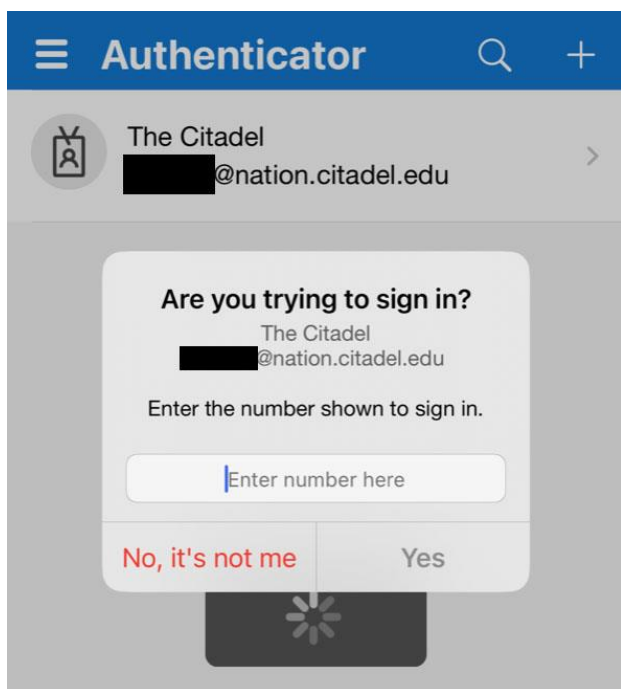 Authenticator
The Citadel
@nation.citadel.edu
Are you trying to sign in?
The Citadel
@nation.citadel.edu
Enter the number shown to sign in.
Enter number here
No, it's not me Yes